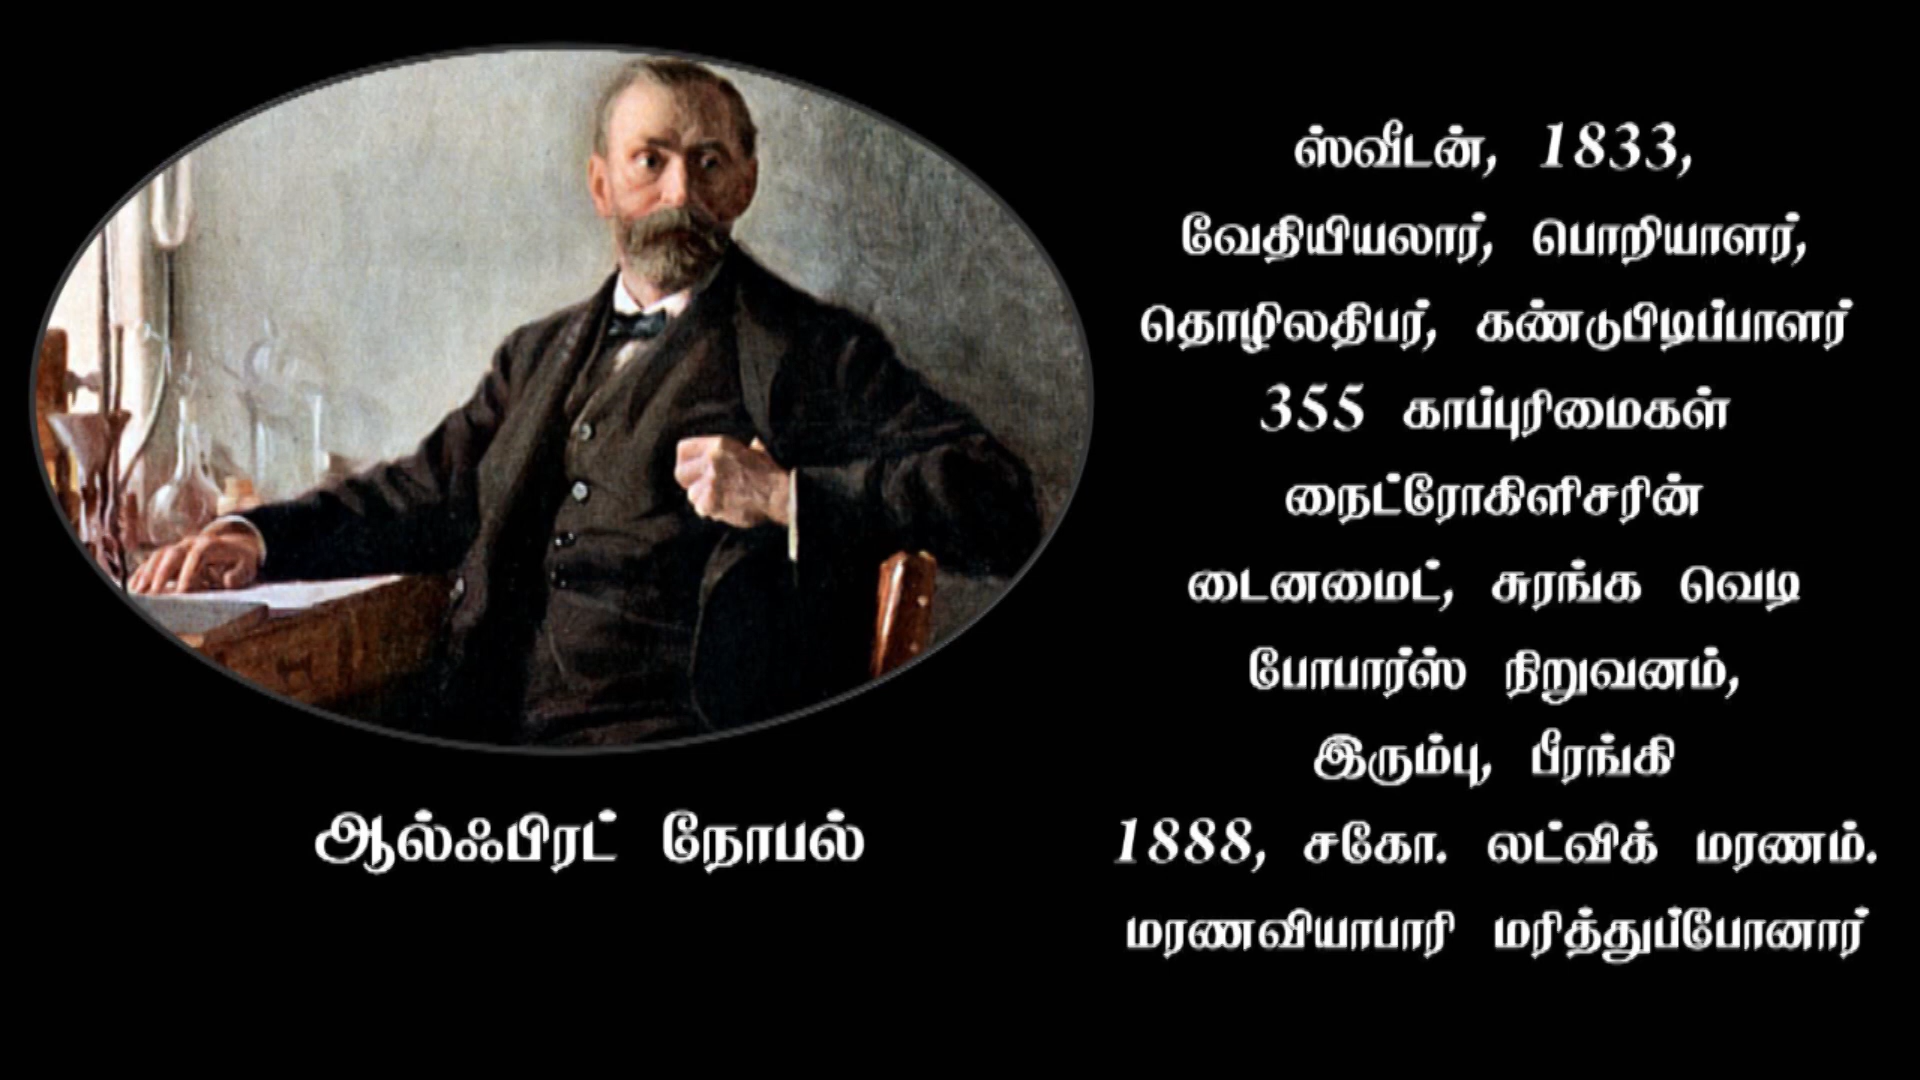 ஸ்வீடன், 1833,
வேதியியலார், பொறியாளர்,
தொழிலதிபர், கண்டுபிடிப்பாளர்
355 காப்புரிமைகள்
நைட்ரோகிளிசரின்
டைனமைட், சுரங்க வெடி
போபார்ஸ் நிறுவனம்,
இரும்பு, பீரங்கி
1888, சகோ. லட்விக் மரணம்.
மரணவியாபாரி மரித்துப்போனார்
ஆல்ஃபிரட் நோபல்